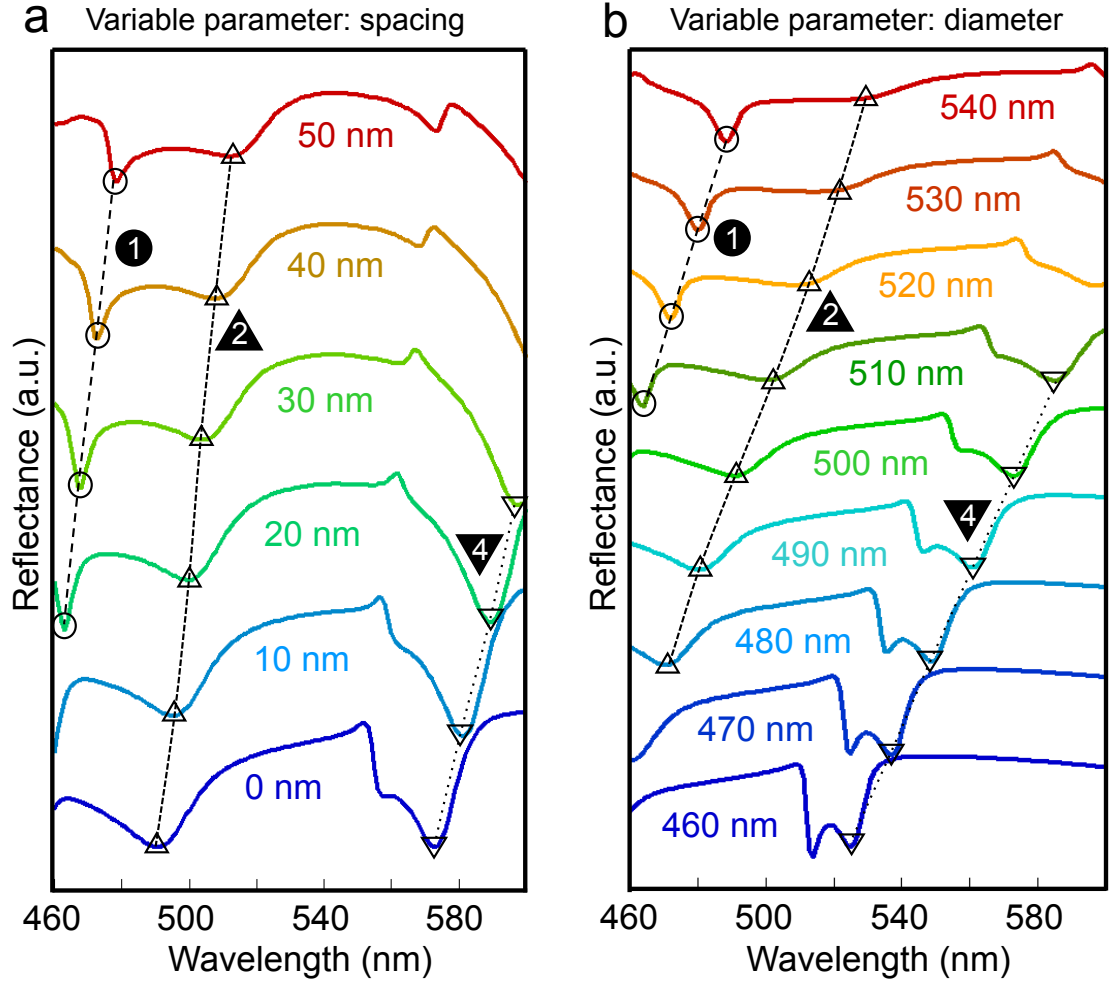 a
Variable parameter: spacing
Reflectance (a.u.)
50 nm
1
40 nm
2
30 nm
20 nm
4
10 nm
0 nm
460
500
540
580
Wavelength (nm)
b
Variable parameter: diameter
Reflectance (a.u.)
540 nm
530 nm
1
520 nm
2
510 nm
500 nm
4
490 nm
480 nm
470 nm
460 nm
460
500
540
580
Wavelength (nm)